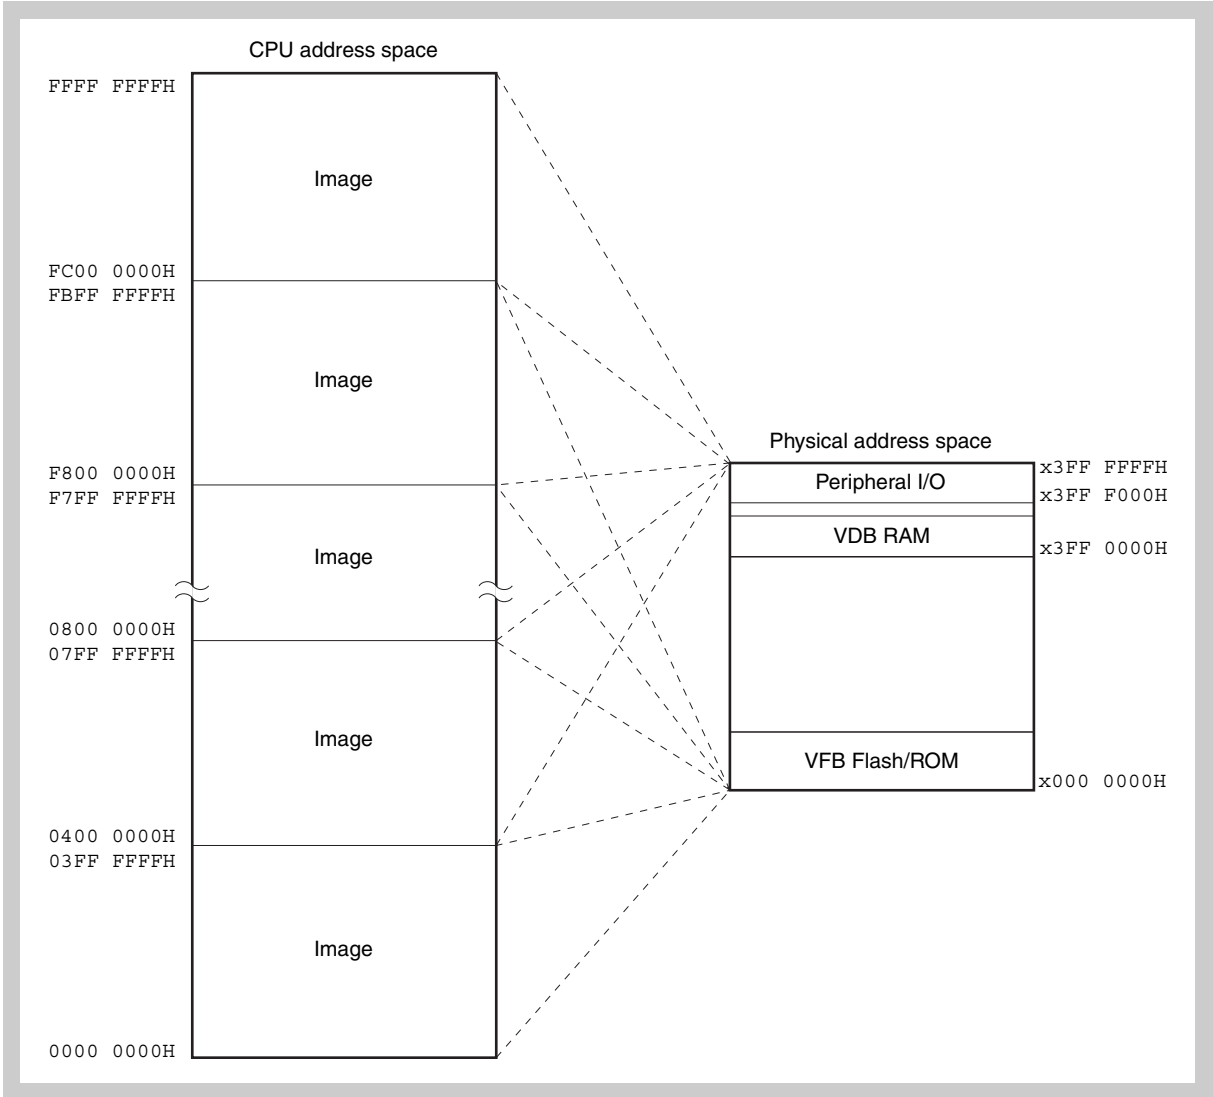 CPU address space
FFFF FFFFH
Image
FC00 0000H
FBFF FFFFH
Image
F800 0000H
F7FF FFFFH
Image
0800 0000H
07FF FFFFH
Image
0400 0000H
03FF FFFFH
Image
0000 0000H
Physical address space
Peripheral I/O
x3FF FFFFH
x3FF F000H
VDB RAM
x3FF 0000H
VFB Flash/ROM
x000 0000H